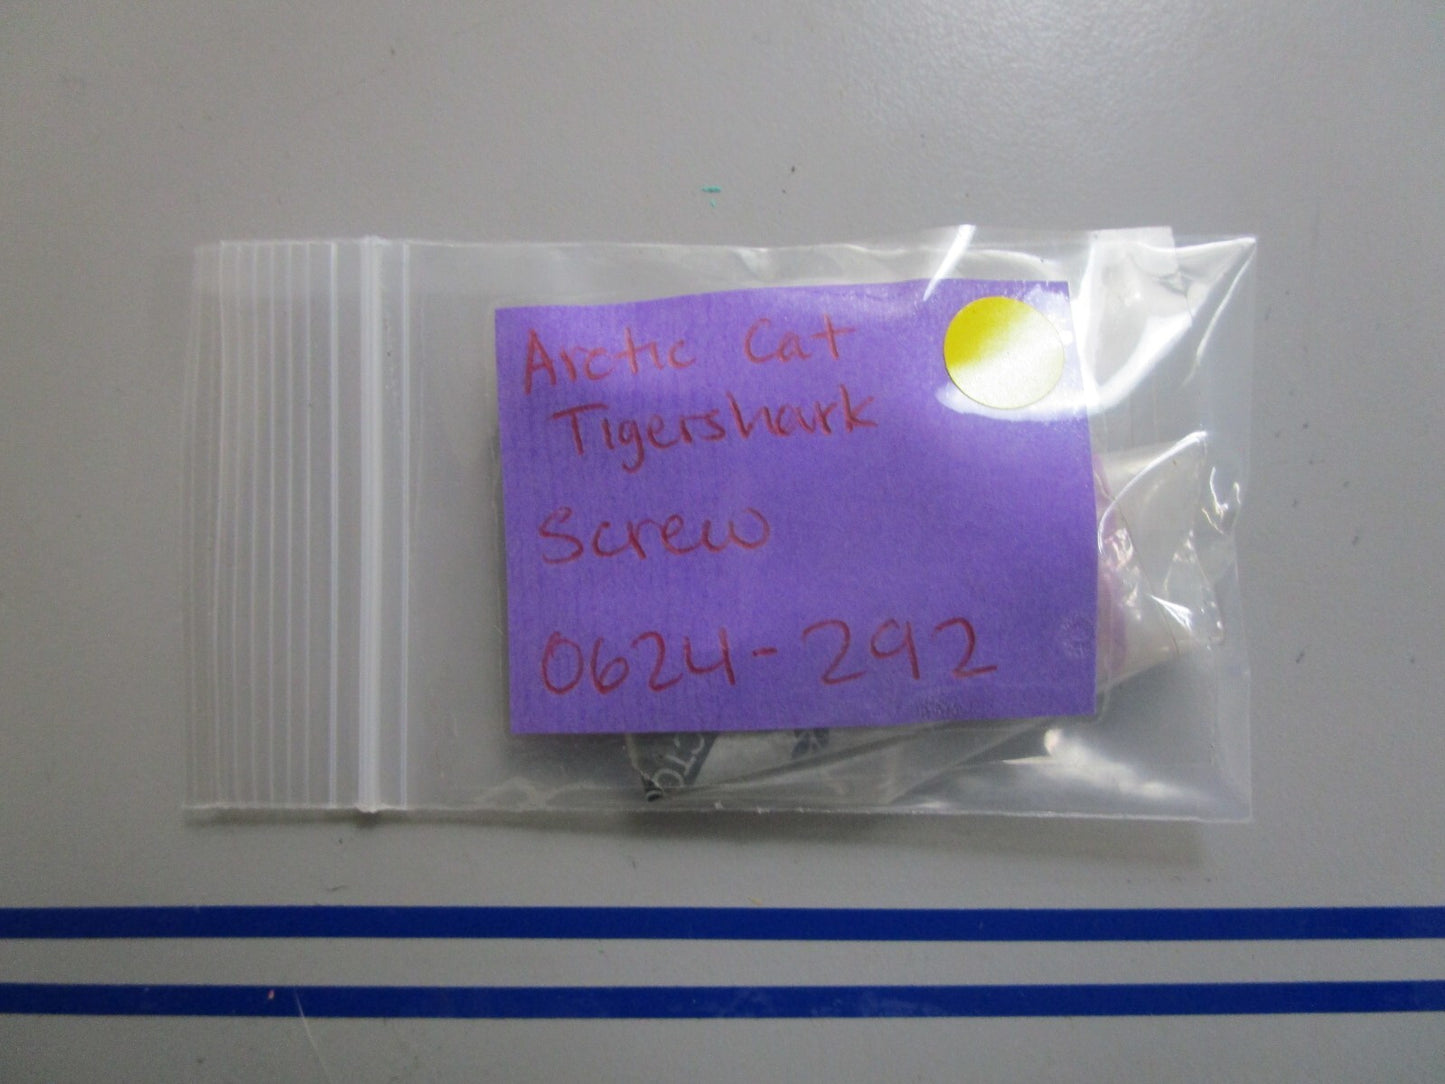 Arctic Cat
Tigershark
Screw
0624-292